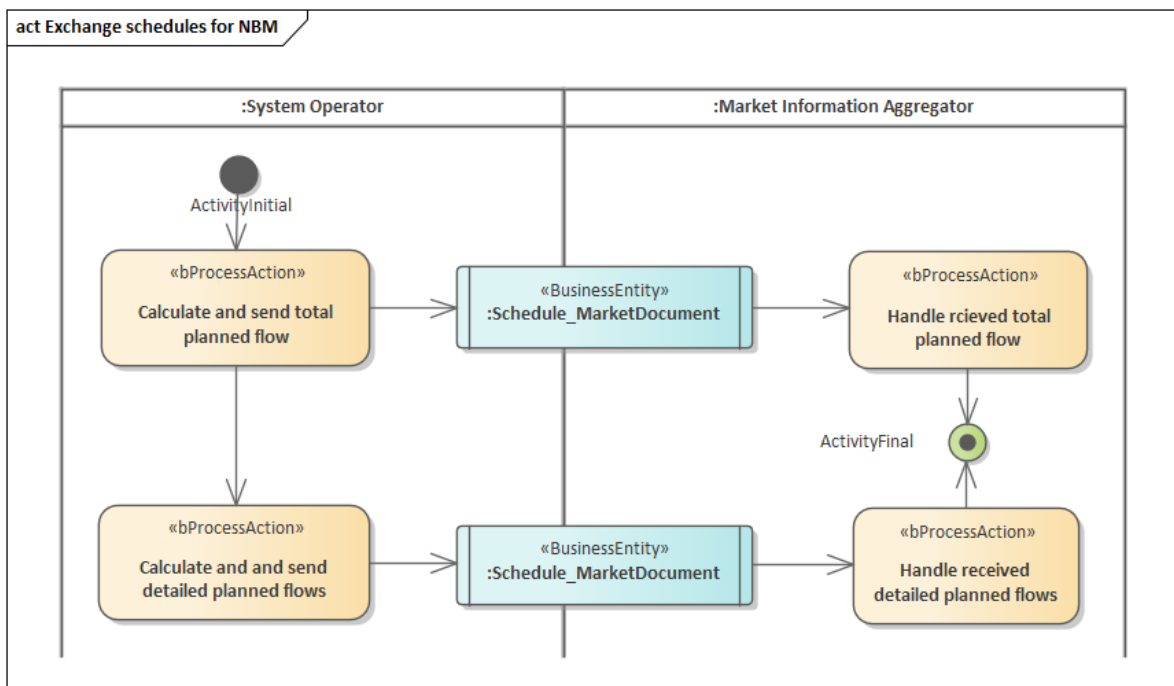 act Exchange schedules for NBM
:System Operator
:Market Information Aggregator
ActivityInitial
«bProcessAction»
Calculate and send total
planned flow
«BusinessEntity»
:Schedule_MarketDocument
«bProcessAction»
Handle rcieved total
planned flow
ActivityFinal
«bProcessAction»
Calculate and and send
detailed planned flows
«BusinessEntity»
:Schedule_MarketDocument
«bProcessAction»
Handle received
detailed planned flows